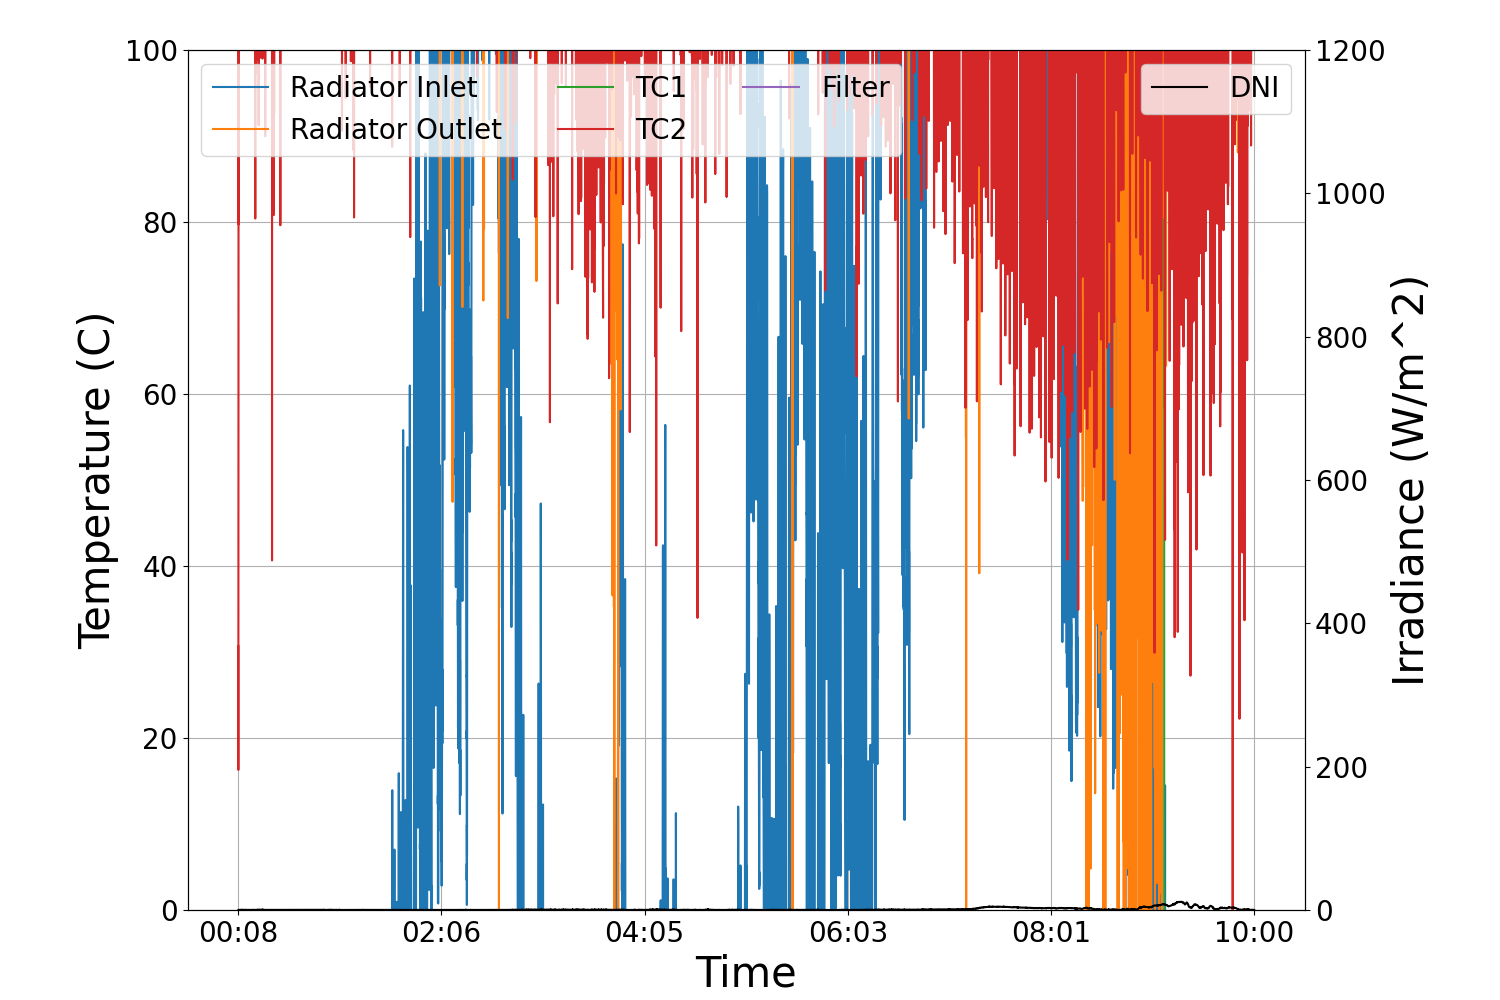 100
80
60
40
20
0
Temperature (C)
Radiator Inlet
Radiator Outlet
TC1
TC2
Filter
DNI
1200
1000
800
600
400
200
0
Irradiance (W/m^2)
00:08
02:06
04:05
06:03
08:01
10:00
Time